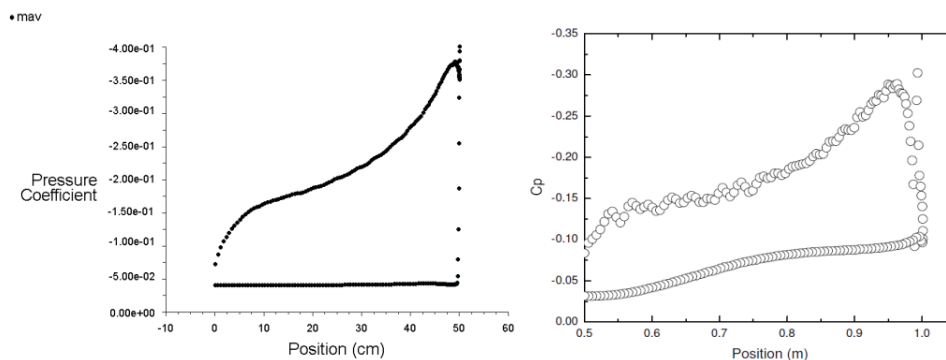 mav
-4.00e-01
-3.50e-01
-3.00e-01
-2.50e-01
-2.00e-01
-1.50e-01
-1.00e-01
-5.00e-02
0.00e+00
Pressure
Coefficient
-10
0
10
20
30
40
50
60
Position (cm)
-0.35
-0.30
-0.25
-0.20
-0.15
-0.10
-0.05
0.00
Cp
0.5
0.6
0.7
0.8
0.9
1.0
Position (m)